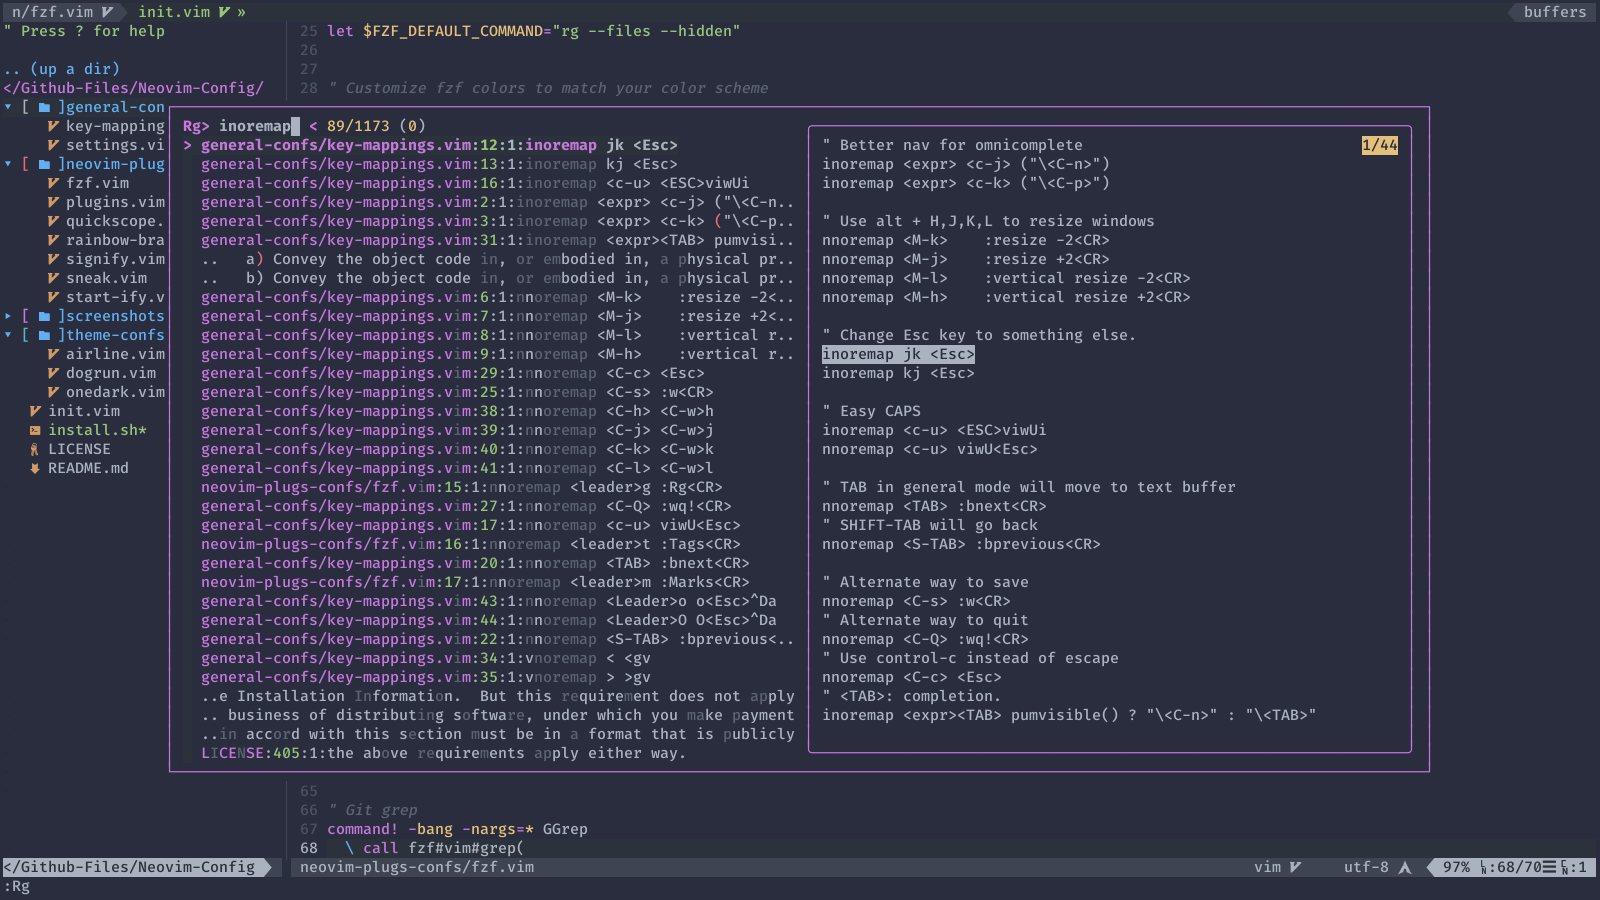 n/fzf.vim  init.vim  » buffers
" Press ? for help
.. (up a dir)
</Github-Files/Neovim-Config/
▾ [  ]general-con
key-mapping
settings.vi
▾ [  ]neovim-plug
fzf.vim
plugins.vim
quickscope.
rainbow-bra
signify.vim
sneak.vim
start-ify.v
▸ [  ]screenshots
▾ [  ]theme-confs
airline.vim
dogrun.vim
onedark.vim
init.vim
install.sh*
LICENSE
README.md
25 let $FZF_DEFAULT_COMMAND="rg --files --hidden"
26
27
28 " Customize fzf colors to match your color scheme
Rg> inoremap < 89/1173 (0)
> general-confs/key-mappings.vim:12:1:inoremap jk <Esc>
general-confs/key-mappings.vim:13:1:inoremap kj <Esc>
general-confs/key-mappings.vim:16:1:inoremap <c-u> <ESC>viwUi
general-confs/key-mappings.vim:2:1:inoremap <expr> <c-j> ("\<C-n..
general-confs/key-mappings.vim:3:1:inoremap <expr> <c-k> ("\<C-p..
general-confs/key-mappings.vim:31:1:inoremap <expr><TAB> pumvisi..
..   a) Convey the object code in, or embodied in, a physical pr..
..   b) Convey the object code in, or embodied in, a physical pr..
general-confs/key-mappings.vim:6:1:nnoremap <M-k>    :resize -2<..
general-confs/key-mappings.vim:7:1:nnoremap <M-j>    :resize +2<..
general-confs/key-mappings.vim:8:1:nnoremap <M-l>    :vertical r..
general-confs/key-mappings.vim:9:1:nnoremap <M-h>    :vertical r..
general-confs/key-mappings.vim:29:1:nnoremap <C-c> <Esc>
general-confs/key-mappings.vim:25:1:nnoremap <C-s> :w<CR>
general-confs/key-mappings.vim:38:1:nnoremap <C-h> <C-w>h
general-confs/key-mappings.vim:39:1:nnoremap <C-j> <C-w>j
general-confs/key-mappings.vim:40:1:nnoremap <C-k> <C-w>k
general-confs/key-mappings.vim:41:1:nnoremap <C-l> <C-w>l
neovim-plugs-confs/fzf.vim:15:1:nnoremap <leader>g :Rg<CR>
general-confs/key-mappings.vim:27:1:nnoremap <C-Q> :wq!<CR>
general-confs/key-mappings.vim:17:1:nnoremap <c-u> viwU<Esc>
neovim-plugs-confs/fzf.vim:16:1:nnoremap <leader>t :Tags<CR>
general-confs/key-mappings.vim:20:1:nnoremap <TAB> :bnext<CR>
neovim-plugs-confs/fzf.vim:17:1:nnoremap <leader>m :Marks<CR>
general-confs/key-mappings.vim:43:1:nnoremap <Leader>o o<Esc>^Da
general-confs/key-mappings.vim:44:1:nnoremap <Leader>O O<Esc>^Da
general-confs/key-mappings.vim:22:1:nnoremap <S-TAB> :bprevious<..
general-confs/key-mappings.vim:34:1:vnoremap < <gv
general-confs/key-mappings.vim:35:1:vnoremap > >gv
..e Installation Information.  But this requirement does not apply
.. business of distributing software, under which you make payment
..in accord with this section must be in a format that is publicly
LICENSE:405:1:the above requirements apply either way.
" Better nav for omnicomplete 1/44
inoremap <expr> <c-j> ("\<C-n>")
inoremap <expr> <c-k> ("\<C-p>")
" Use alt + H,J,K,L to resize windows
nnoremap <M-k>    :resize -2<CR>
nnoremap <M-j>    :resize +2<CR>
nnoremap <M-l>    :vertical resize -2<CR>
nnoremap <M-h>    :vertical resize +2<CR>
" Change Esc key to something else.
inoremap jk <Esc>
inoremap kj <Esc>
" Easy CAPS
inoremap <c-u> <ESC>viwUi
nnoremap <c-u> viwU<Esc>
" TAB in general mode will move to text buffer
nnoremap <TAB> :bnext<CR>
" SHIFT-TAB will go back
nnoremap <S-TAB> :bprevious<CR>
" Alternate way to save
nnoremap <C-s> :w<CR>
" Alternate way to quit
nnoremap <C-Q> :wq!<CR>
" Use control-c instead of escape
nnoremap <C-c> <Esc>
" <TAB>: completion.
inoremap <expr><TAB> pumvisible() ? "\<C-n>" : "\<TAB>"
65
66 " Git grep
67 command! -bang -nargs=* GGrep
68   \ call fzf#vim#grep(
</Github-Files/Neovim-Config neovim-plugs-confs/fzf.vim vim utf-8 97% ␤:68/70☰ ␤:1
:Rg